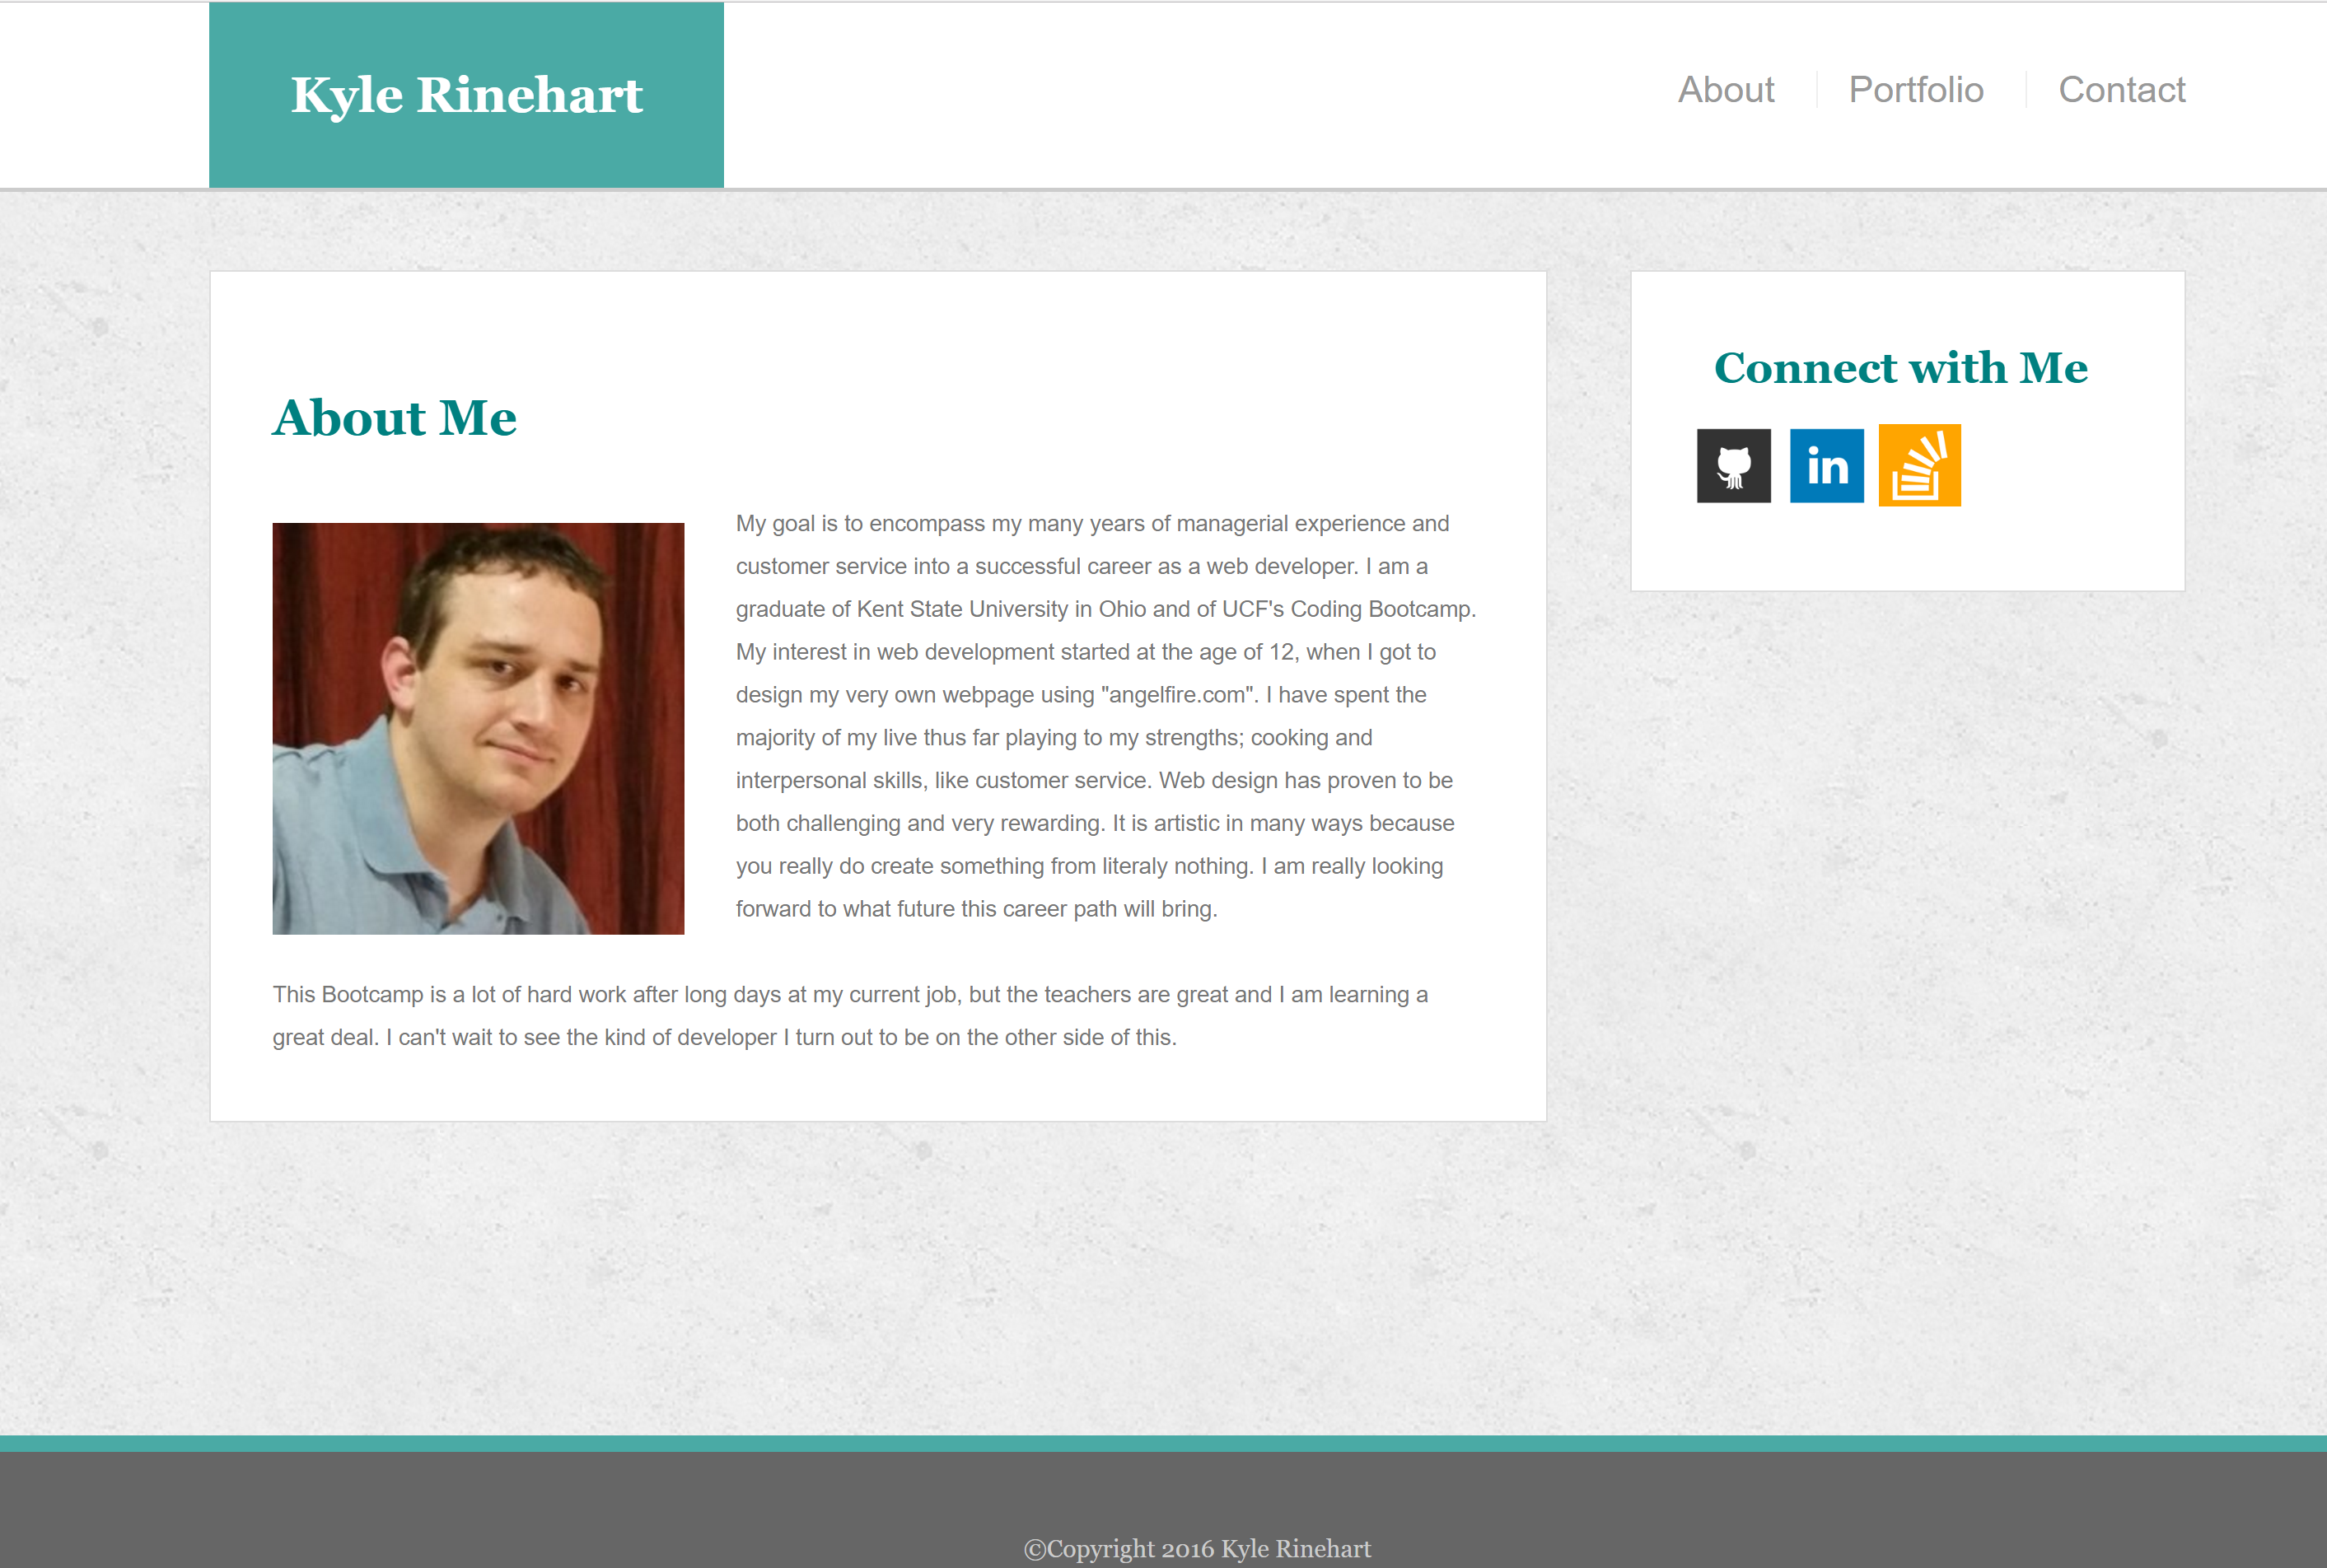 Kyle Rinehart
About
Portfolio
Contact
About Me
My goal is to encompass my many years of managerial experience and
customer service into a successful career as a web developer. I am a
graduate of Kent State University in Ohio and of UCF's Coding Bootcamp.
My interest in web development started at the age of 12, when I got to
design my very own webpage using "angelfire.com". I have spent the
majority of my live thus far playing to my strengths; cooking and
interpersonal skills, like customer service. Web design has proven to be
both challenging and very rewarding. It is artistic in many ways because
you really do create something from literaly nothing. I am really looking
forward to what future this career path will bring.
This Bootcamp is a lot of hard work after long days at my current job, but the teachers are great and I am learning a
great deal. I can't wait to see the kind of developer I turn out to be on the other side of this.
Connect with Me
in
©Copyright 2016 Kyle Rinehart